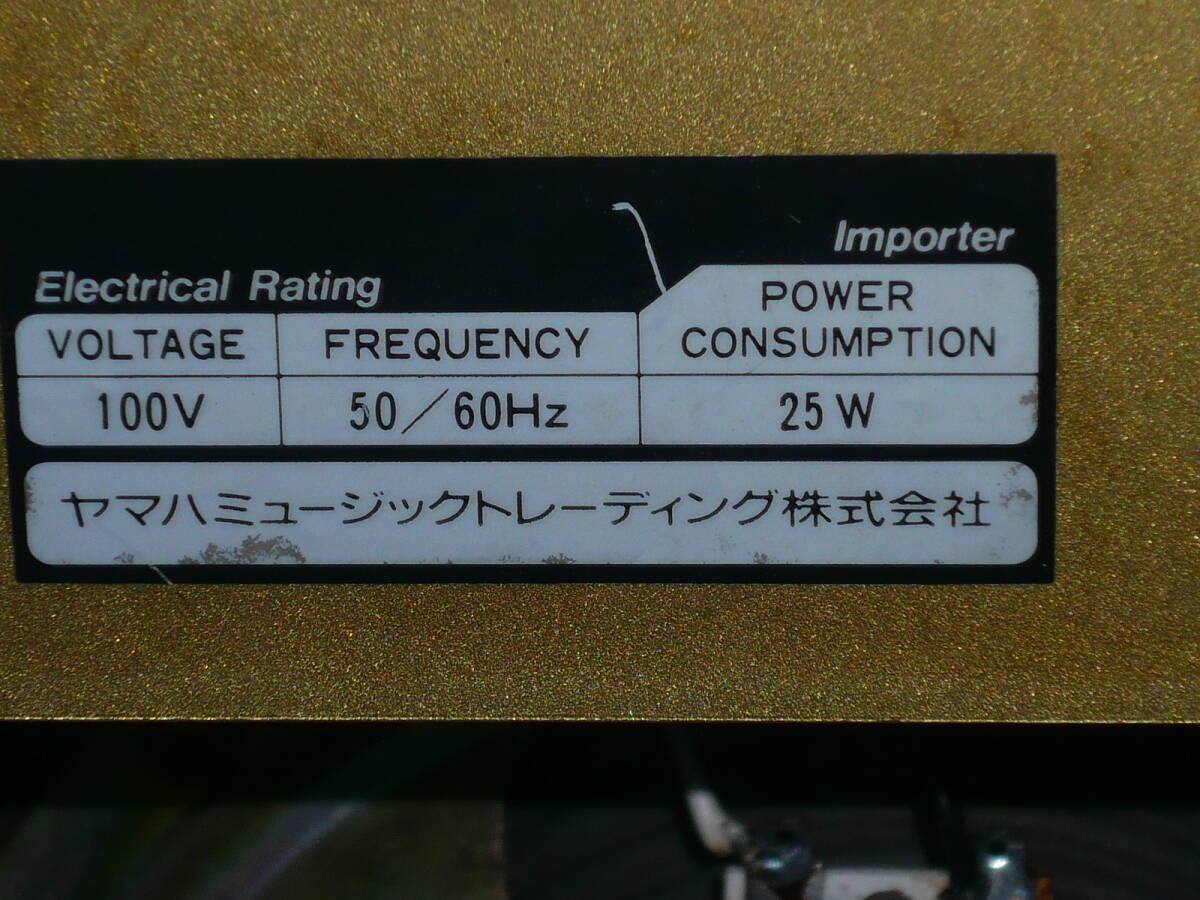 Importer
Electrical Rating
VOLTAGE FREQUENCY POWER CONSUMPTION
100V 50/60Hz 25W
ヤマハミュージックトレーディング株式会社